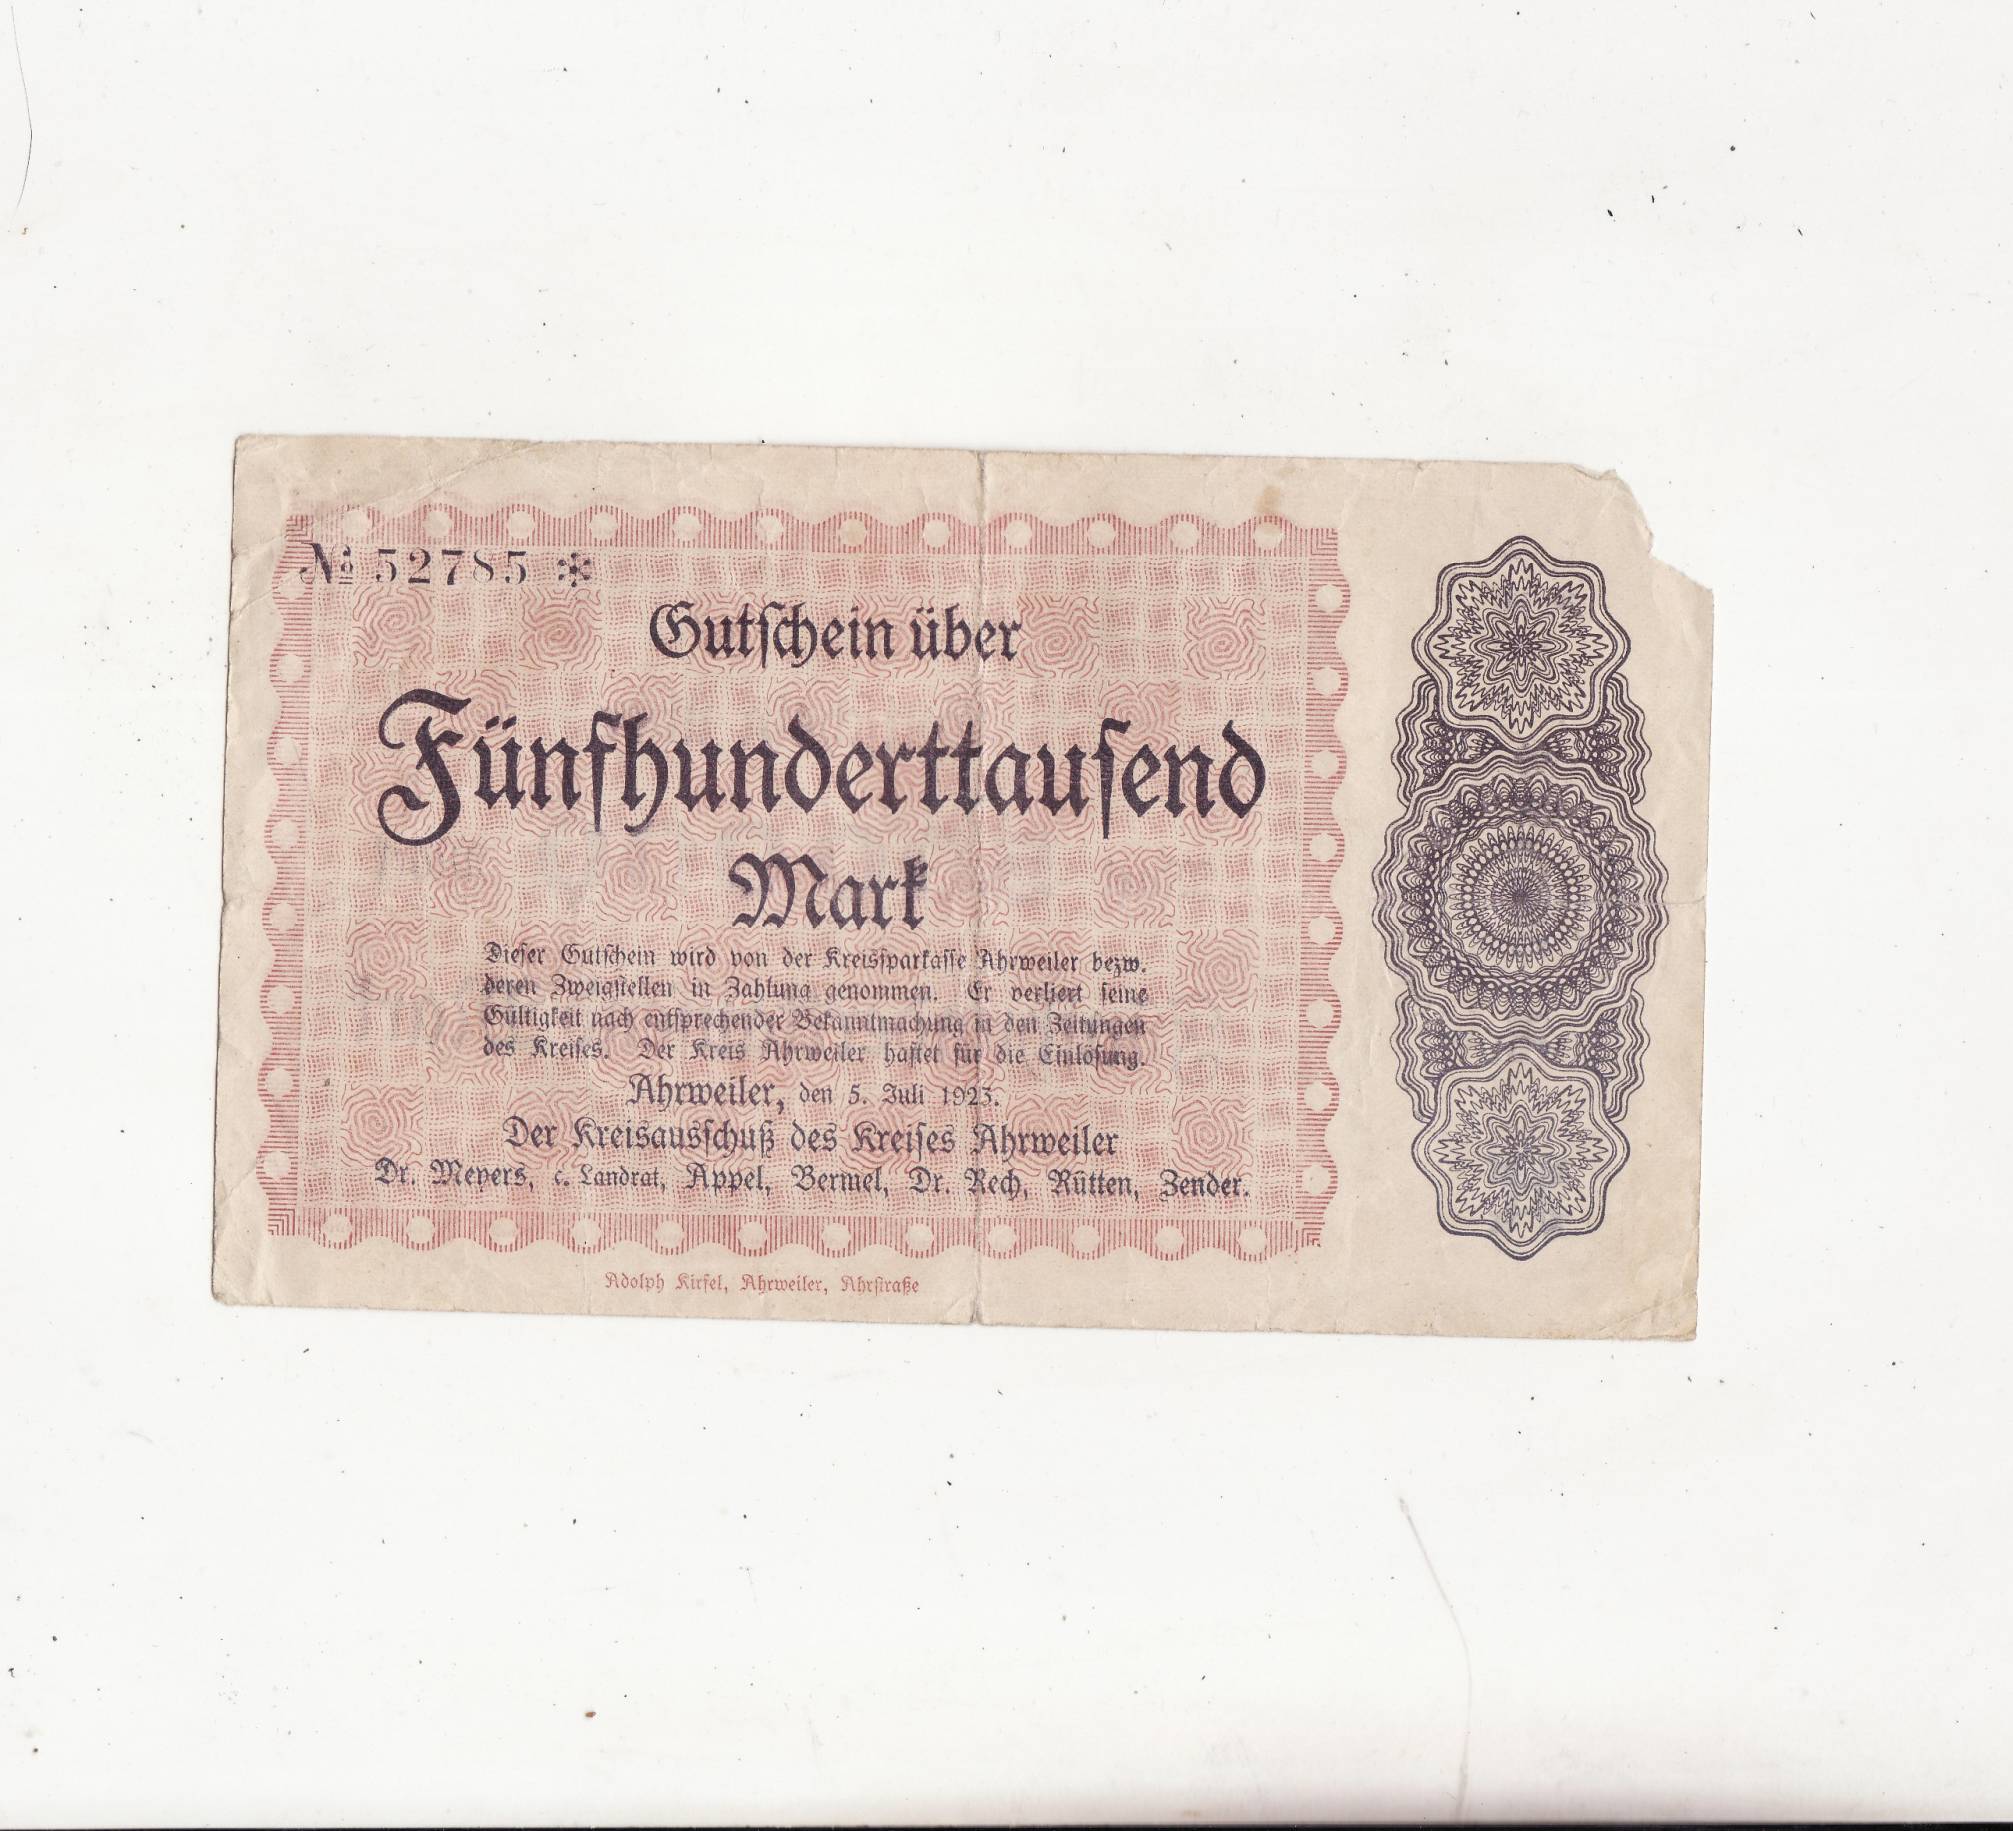 № 52785 *
Gutschein über
Fünfhunderttausend
Mark
Dieser Gutschein wird von der Kreissparkasse Ahrweiler bezw.
deren Zweigstellen in Zahlung genommen. Er verliert seine
Gültigkeit nach entsprechender Bekanntmachung in den Zeitungen
des Kreises. Der Kreis Ahrweiler haftet für die Einlösung.
Ahrweiler, den 5. Juli 1923.
Der Kreisausschuß des Kreises Ahrweiler
Dr. Meyers, c. Landrat, Appel, Bermel, Dr. Rech, Rütten, Zender.
Adolph Kirfel, Ahrweiler, Ahrstraße